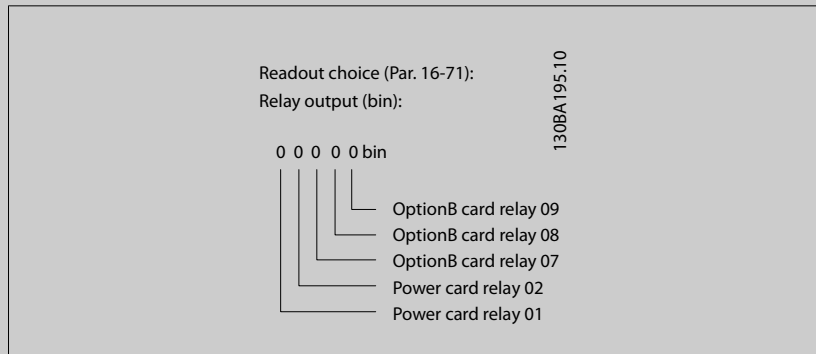 Readout choice (Par. 16-71):
Relay output (bin):
130BA195.10
0 0 0 0 0 bin
OptionB card relay 09
OptionB card relay 08
OptionB card relay 07
Power card relay 02
Power card relay 01